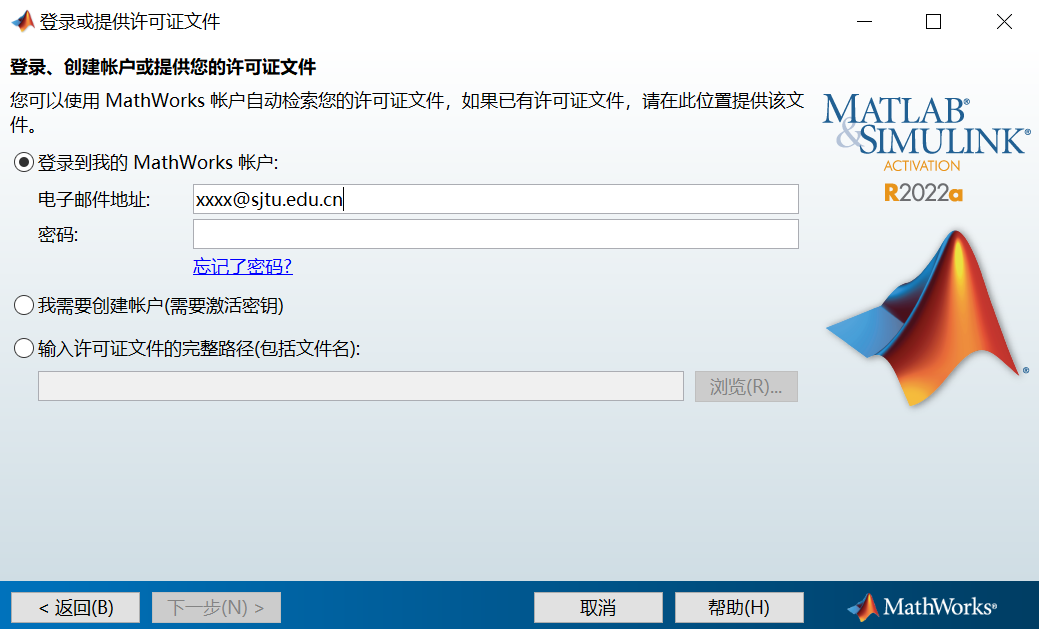 登录或提供许可证文件
登录、创建帐户或提供您的许可证文件
您可以使用 MathWorks 帐户自动检索您的许可证文件，如果已有许可证文件，请在此位置提供该文
件。
登录到我的 MathWorks 帐户:
电子邮件地址: xxxx@sjtu.edu.cn
密码:
忘记了密码?
我需要创建帐户(需要激活密钥)
输入许可证文件的完整路径(包括文件名):
浏览(R)...
MATLAB®
&SIMULINK®
ACTIVATION
R2022a
®
< 返回(B) 下一步(N) > 取消 帮助(H) MathWorks®